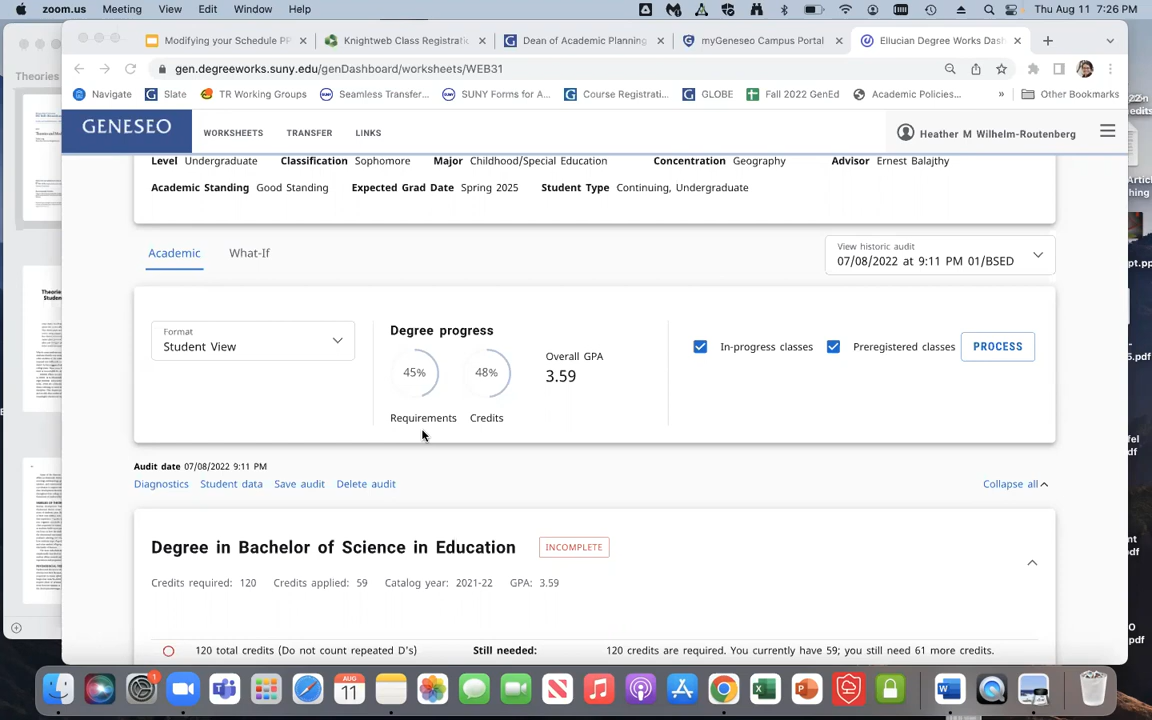 zoom.us Meeting View Edit Window Help Thu Aug 11 7:26 PM
Modifying your Schedule PP Knightweb Class Registrati Dean of Academic Planning myGeneseo Campus Portal Ellucian Degree Works Das
gen.degreeworks.suny.edu/genDashboard/worksheets/WEB31
Navigate Slate TR Working Groups Seamless Transfer... SUNY Forms for A... Course Registrati... GLOBE Fall 2022 GenEd Academic Policies... » Other Bookmarks
GENESEO WORKSHEETS TRANSFER LINKS Heather M Wilhelm-Routenberg
Level Undergraduate Classification Sophomore Major Childhood/Special Education Concentration Geography Advisor Ernest Balajthy
Academic Standing Good Standing Expected Grad Date Spring 2025 Student Type Continuing, Undergraduate
Academic What-If
View historic audit
07/08/2022 at 9:11 PM 01/BSED
Format
Student View
Degree progress
45% 48%
Requirements Credits
Overall GPA
3.59
In-progress classes Preregistered classes PROCESS
Audit date 07/08/2022 9:11 PM
Diagnostics Student data Save audit Delete audit Collapse all
Degree in Bachelor of Science in Education INCOMPLETE
Credits required: 120 Credits applied: 59 Catalog year: 2021-22 GPA: 3.59
120 total credits (Do not count repeated D's) Still needed: 120 credits are required. You currently have 59; you still need 61 more credits.
Theories
AUG
11
1